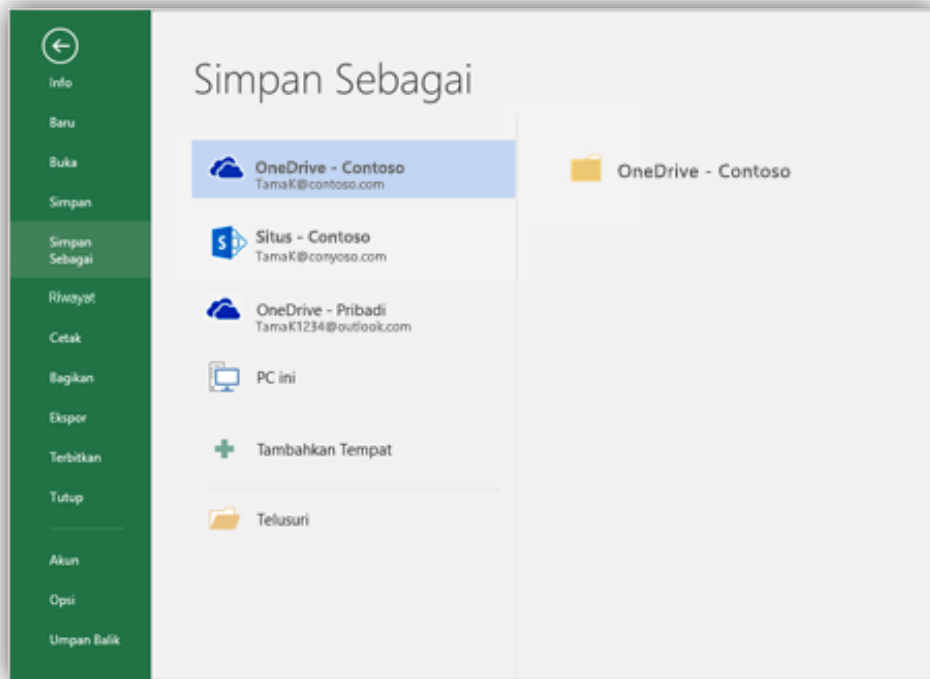 Info
Baru
Buka
Simpan
Simpan
Sebagai
Riwayat
Cetak
Bagikan
Ekspor
Terbitkan
Tutup
Akun
Opsi
Umpan Balik
Simpan Sebagai
OneDrive - Contoso
TamaK@contoso.com
Situs - Contoso
TamaK@conyoso.com
OneDrive - Pribadi
TamaK1234@outlook.com
PC ini
Tambahkan Tempat
Telusuri
OneDrive - Contoso